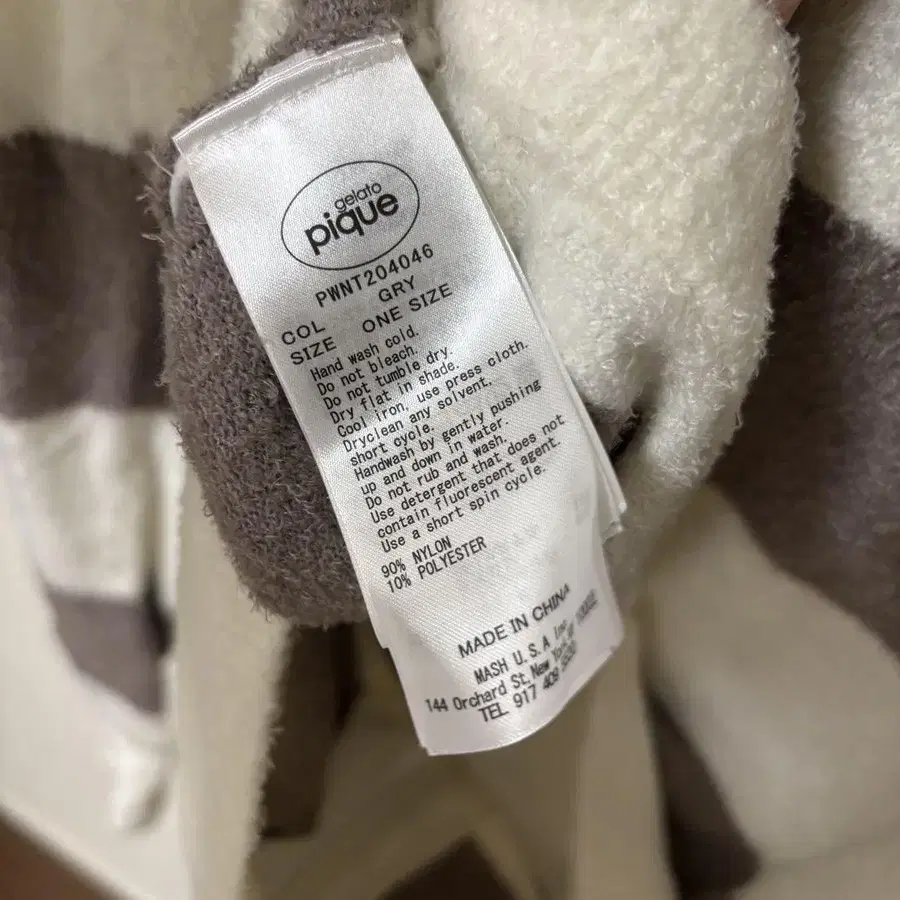 gelato
pique
PWNT204046
COL GRY
SIZE ONE SIZE
Hand wash cold.
Do not bleach.
Do not tumble dry.
Dry flat in shade.
Cool iron, use press cloth.
Dryclean any solvent,
short cycle.
Handwash by gently pushing
up and down in water.
Do not rub and wash.
Use detergent that does not
contain fluorescent agent.
Use a short spin cycle.
90% NYLON
10% POLYESTER
MADE IN CHINA
MASH U.S.A Inc.
144 Orchard St, New York,
TEL 917 409